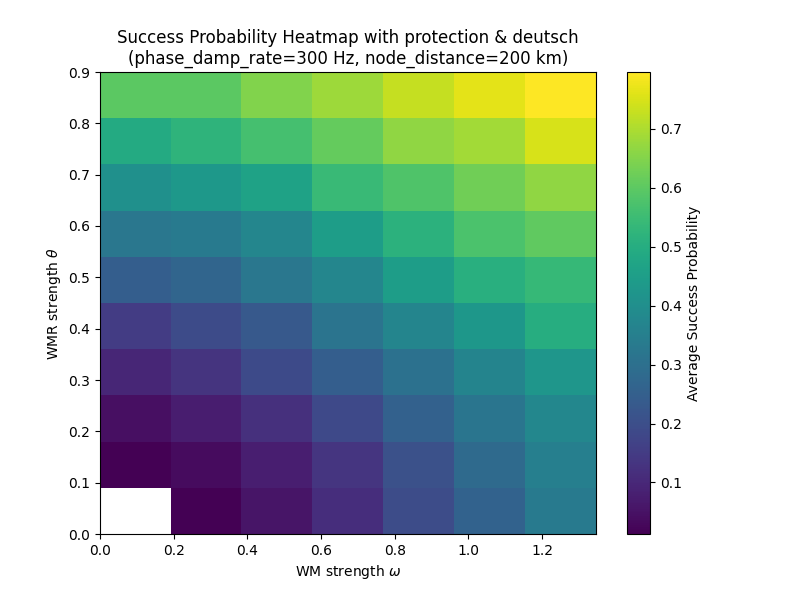 Success Probability Heatmap with protection & deutsch
(phase_damp_rate=300 Hz, node_distance=200 km)
0.9
0.8
0.7
0.6
0.5
0.4
0.3
0.2
0.1
0.0
WMR strength θ
0.0 0.2 0.4 0.6 0.8 1.0 1.2
WM strength ω
0.7
0.6
0.5
0.4
0.3
0.2
0.1
Average Success Probability